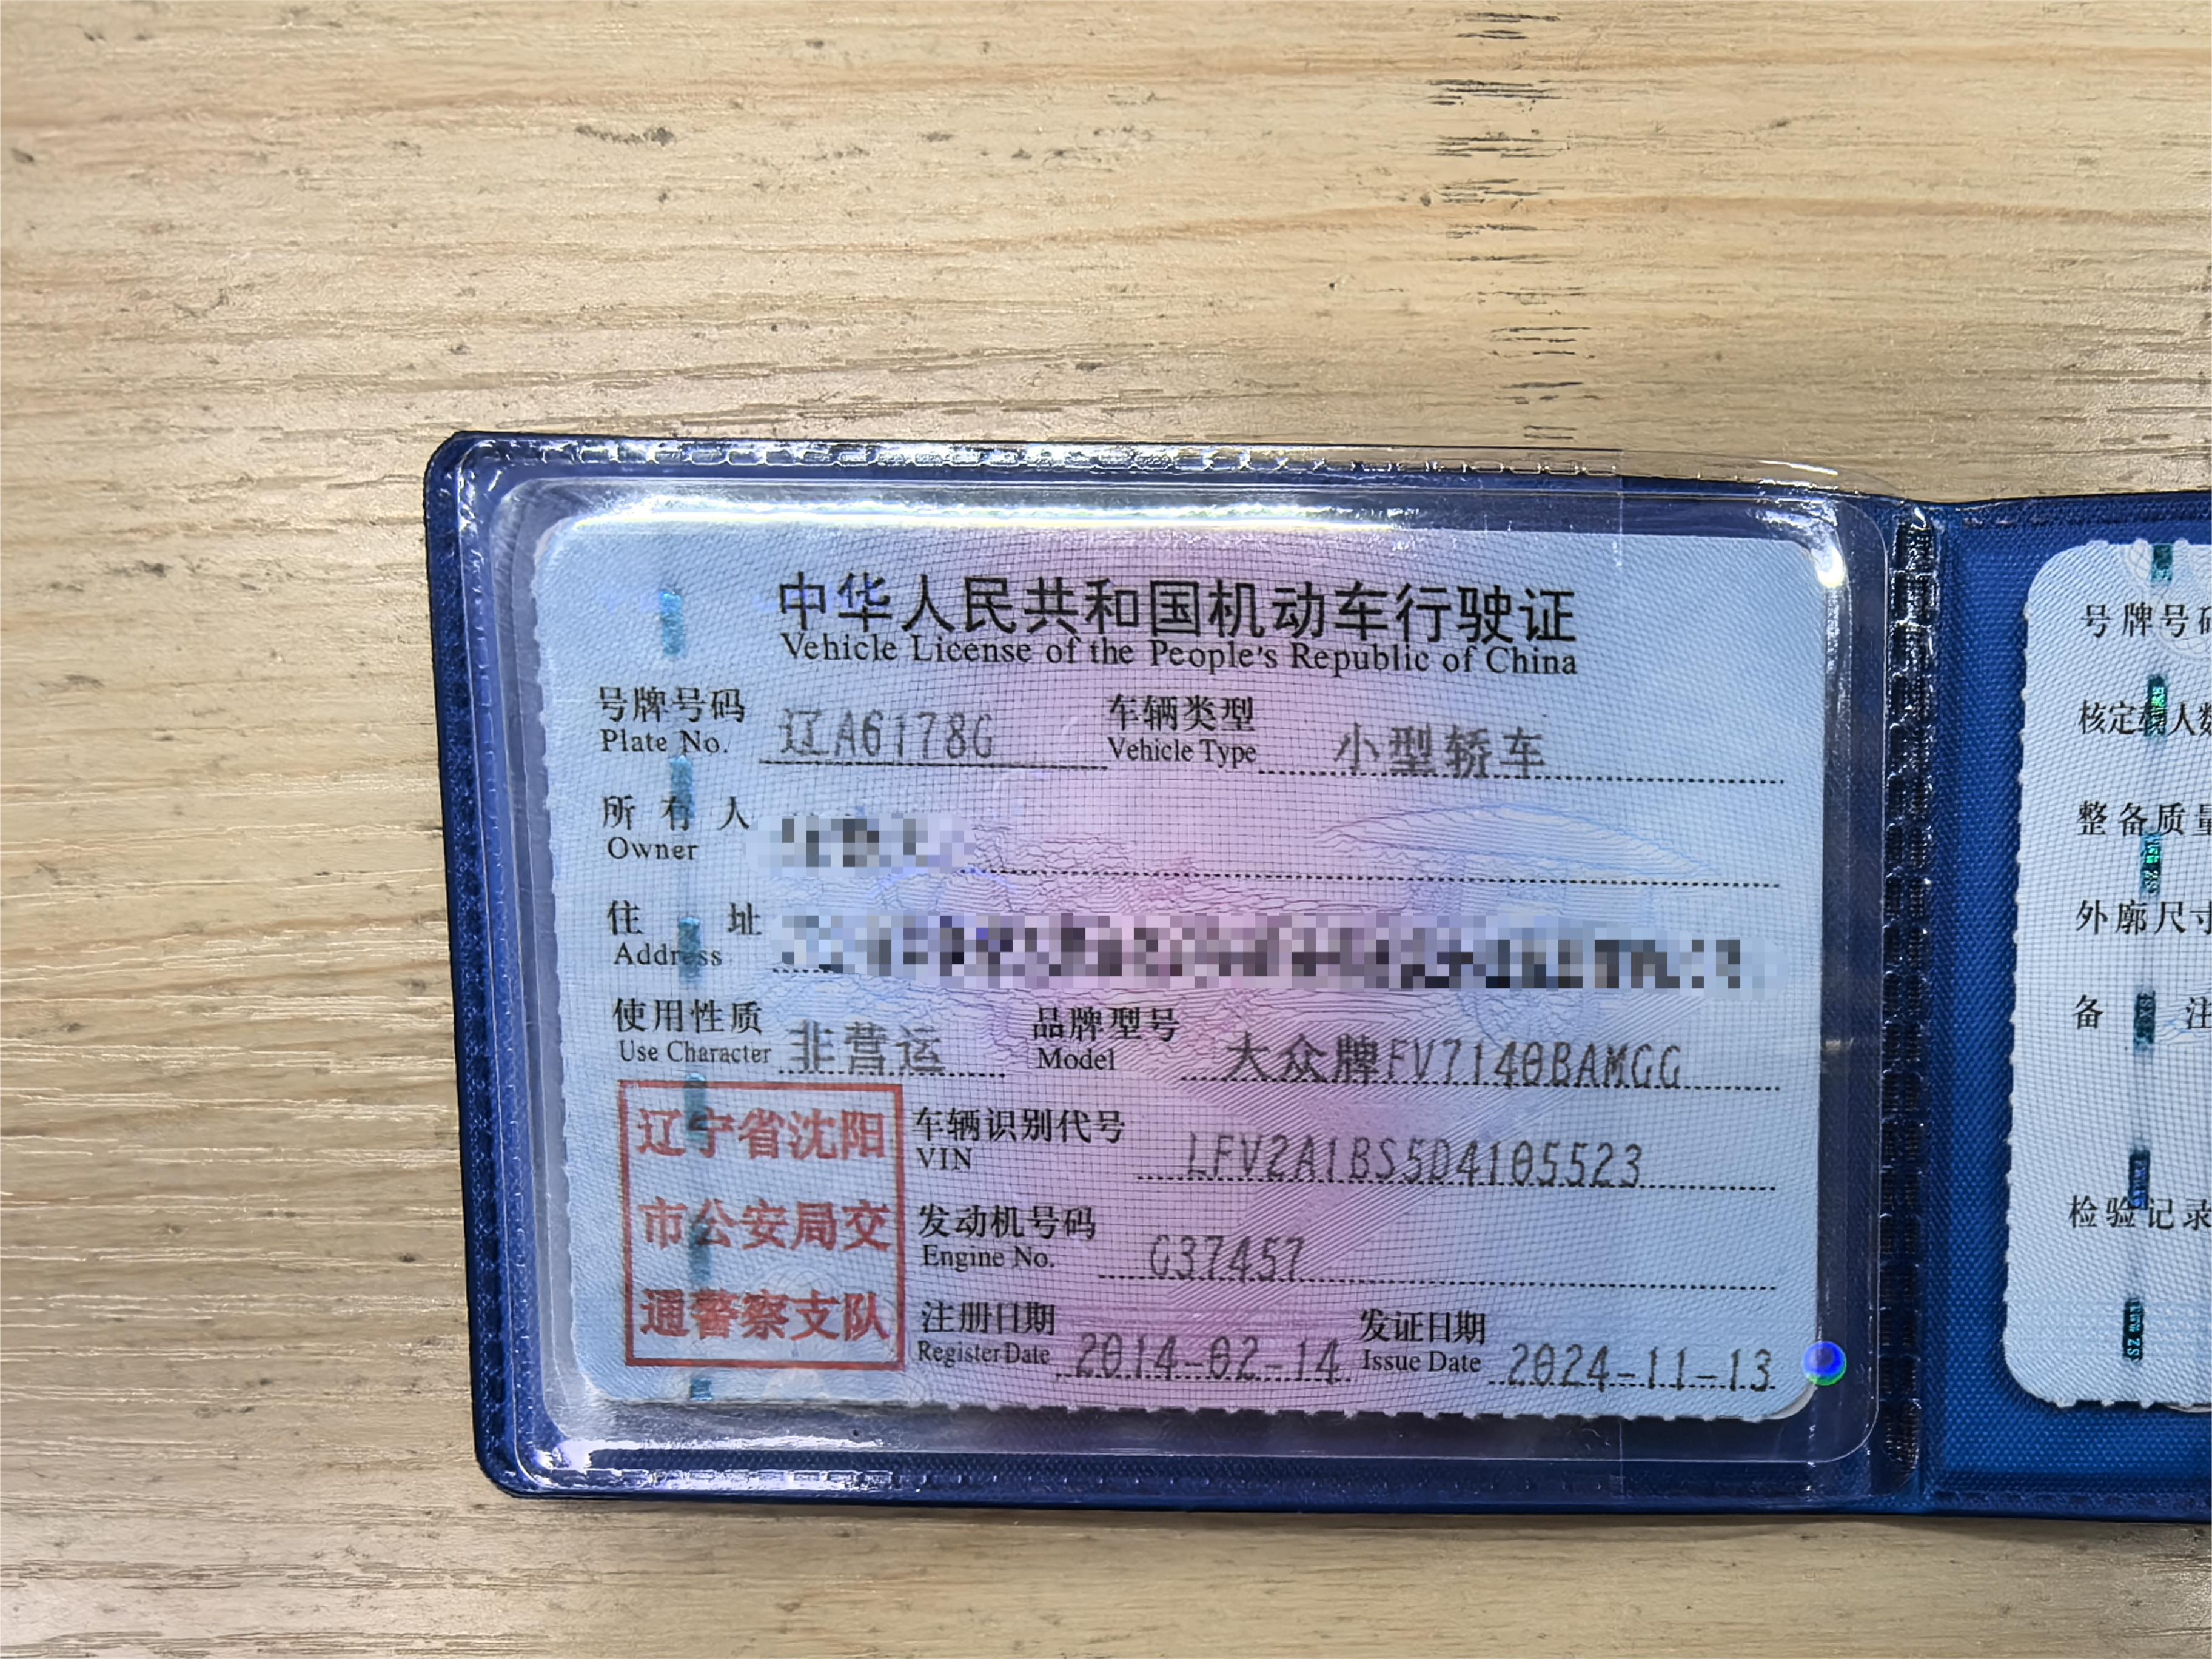 中华人民共和国机动车行驶证
Vehicle License of the People's Republic of China
号牌号码 辽A6178G 车辆类型 小型轿车
Plate No. Vehicle Type
所有人
Owner
住址
Address
使用性质 非营运 品牌型号 大众牌FV7140BAMGG
Use Character Model
车辆识别代号 LFV2A1BS5D4105523
VIN
发动机号码 G37457
Engine No.
注册日期 2014-02-14 发证日期 2024-11-13
Register Date Issue Date
辽宁省沈阳
市公安局交
通警察支队
号牌号码
核定载人数
整备质量
外廓尺寸
备注
检验记录